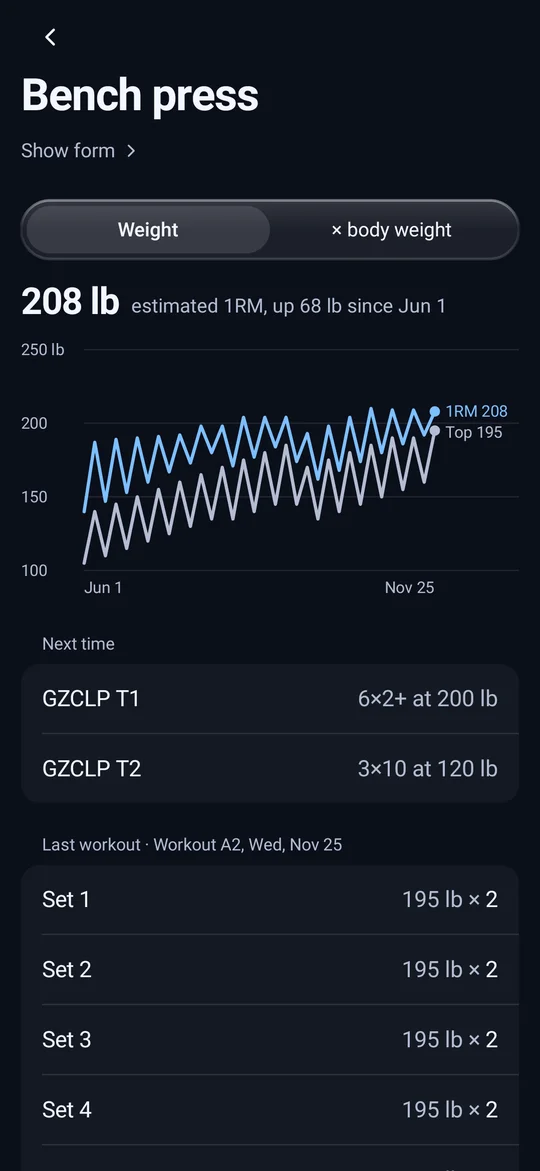 Bench press
Show form
Weight
× body weight
208 lb estimated 1RM, up 68 lb since Jun 1
250 lb
200
150
100
1RM 208
Top 195
Jun 1
Nov 25
Next time
GZCLP T1 6×2+ at 200 lb
GZCLP T2 3×10 at 120 lb
Last workout · Workout A2, Wed, Nov 25
Set 1 195 lb × 2
Set 2 195 lb × 2
Set 3 195 lb × 2
Set 4 195 lb × 2